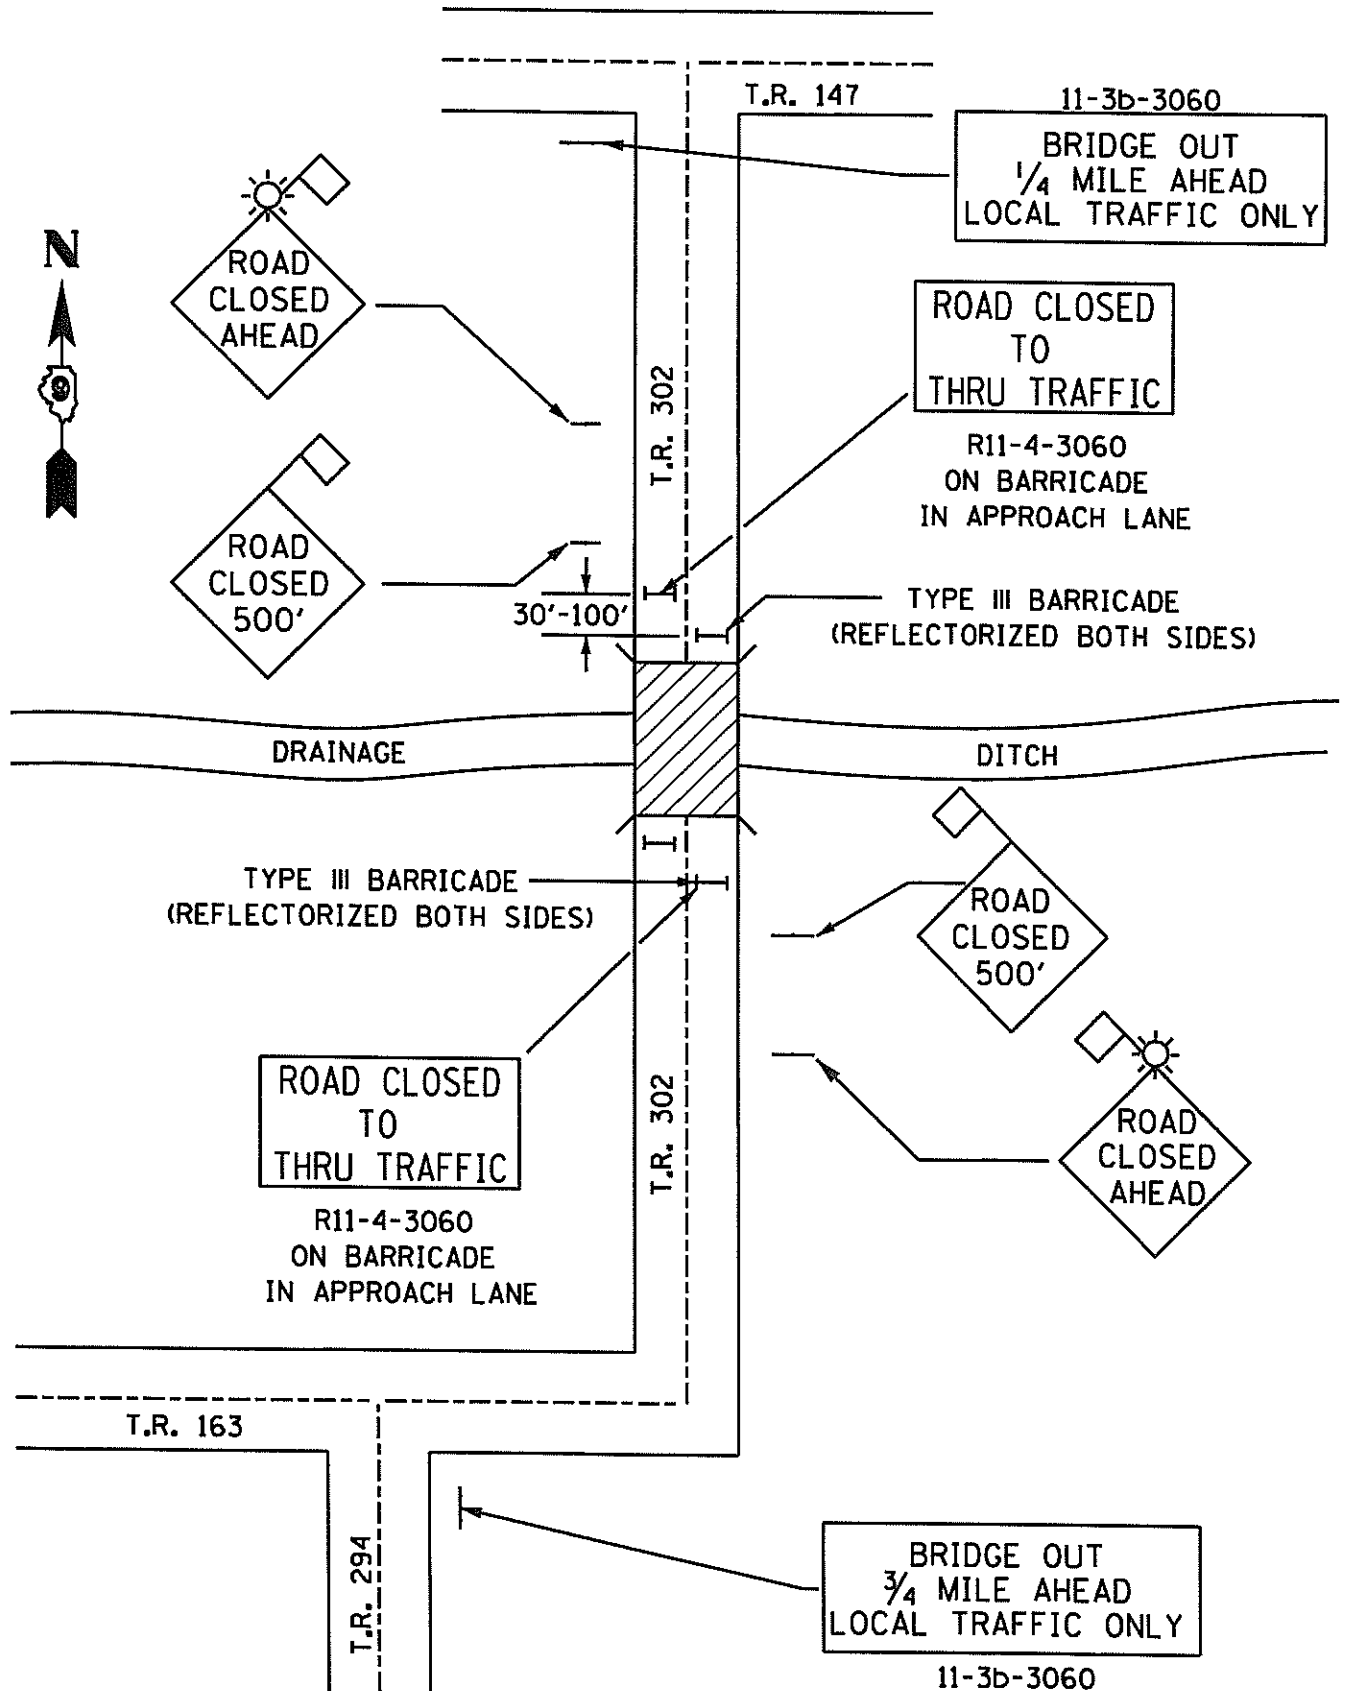 T.R. 147
11-3b-3060
BRIDGE OUT
1/4 MILE AHEAD
LOCAL TRAFFIC ONLY
N
9
ROAD
CLOSED
AHEAD
ROAD CLOSED
TO
THRU TRAFFIC
R11-4-3060
ON BARRICADE
IN APPROACH LANE
T.R. 302
ROAD
CLOSED
500'
30'-100'
TYPE III BARRICADE
(REFLECTORIZED BOTH SIDES)
DRAINAGE
DITCH
TYPE III BARRICADE
(REFLECTORIZED BOTH SIDES)
ROAD
CLOSED
500'
ROAD CLOSED
TO
THRU TRAFFIC
R11-4-3060
ON BARRICADE
IN APPROACH LANE
T.R. 302
ROAD
CLOSED
AHEAD
T.R. 163
T.R. 294
BRIDGE OUT
3/4 MILE AHEAD
LOCAL TRAFFIC ONLY
11-3b-3060